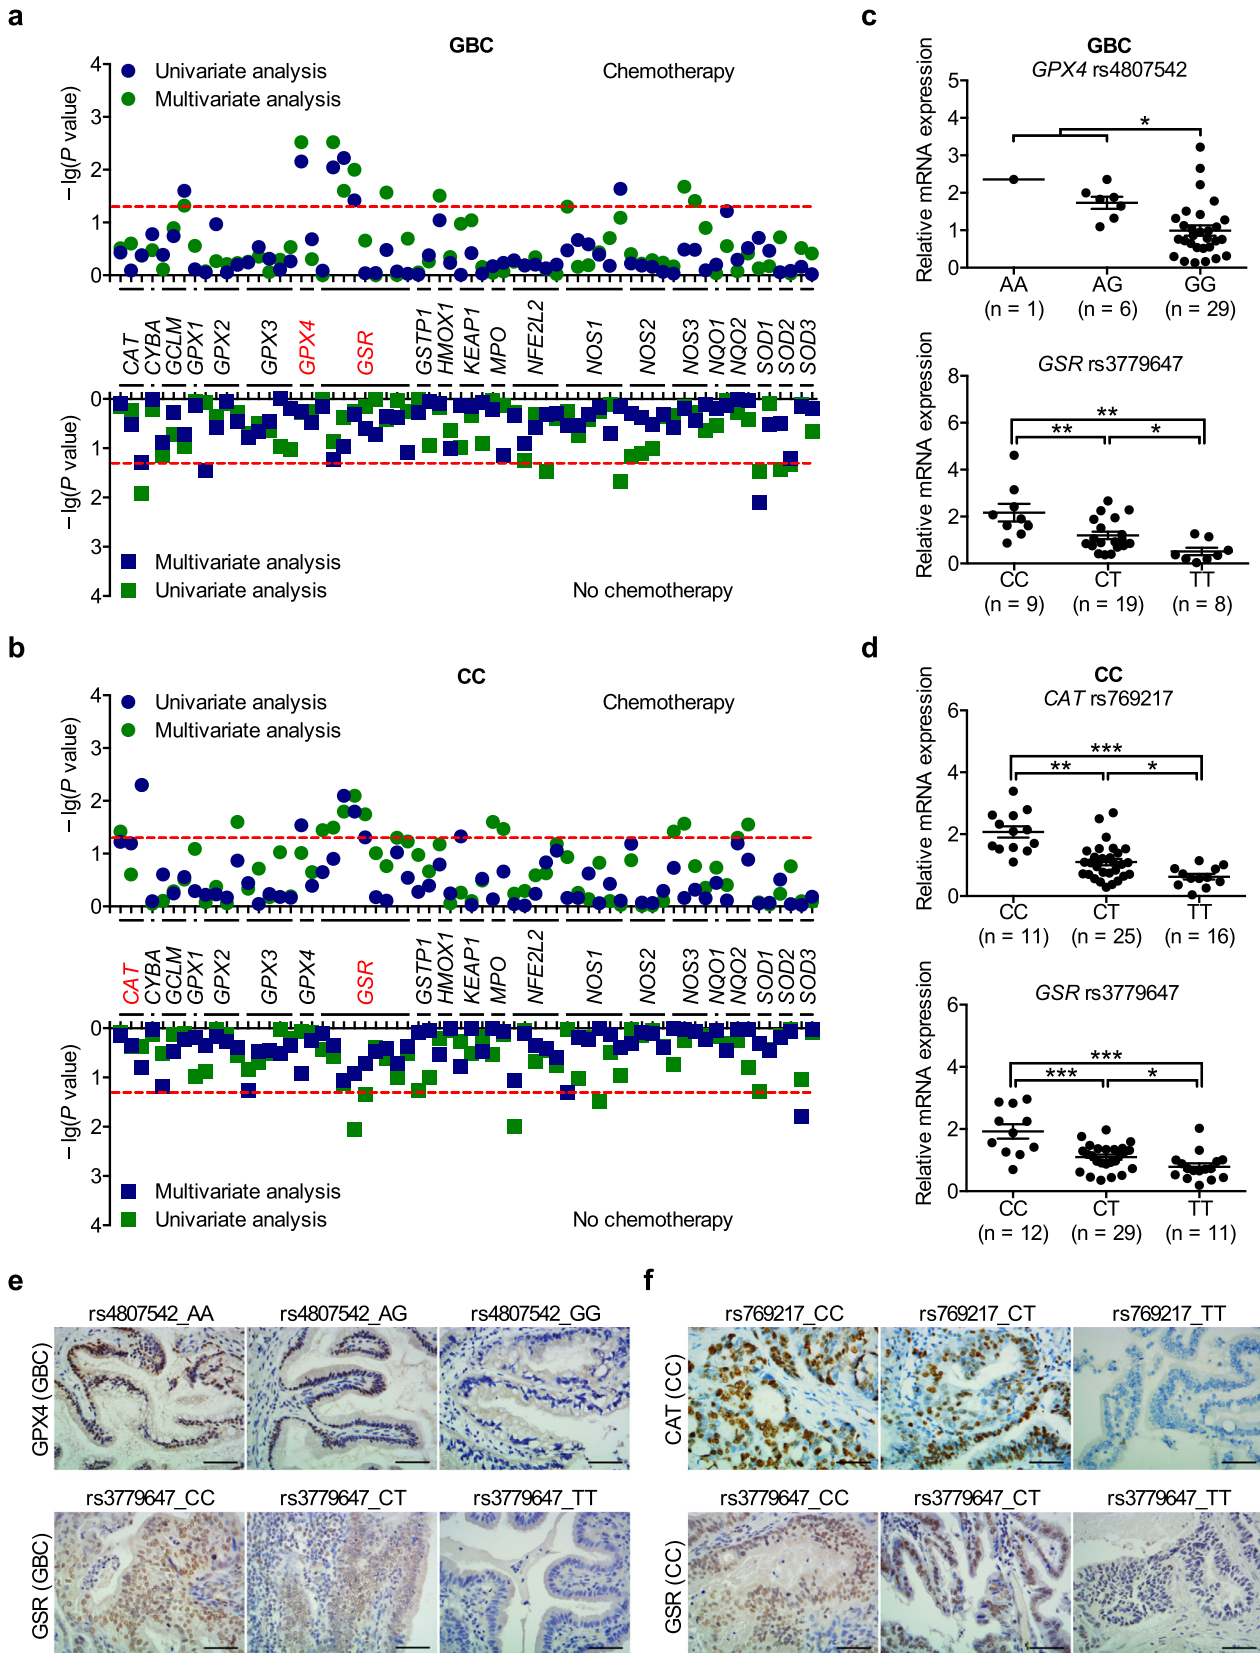 a
GBC
Univariate analysis
Multivariate analysis
Chemotherapy
– lg(P value)
4
3
2
1
0
CAT
CYBA
GCLM
GPX1
GPX2
GPX3
GPX4
GSR
GSTP1
HMOX1
KEAP1
MPO
NFE2L2
NOS1
NOS2
NOS3
NQO1
NQO2
SOD1
SOD2
SOD3
0
1
2
3
4
– lg(P value)
Multivariate analysis
Univariate analysis
No chemotherapy
b
CC
Univariate analysis
Multivariate analysis
Chemotherapy
– lg(P value)
4
3
2
1
0
CAT
CYBA
GCLM
GPX1
GPX2
GPX3
GPX4
GSR
GSTP1
HMOX1
KEAP1
MPO
NFE2L2
NOS1
NOS2
NOS3
NQO1
NQO2
SOD1
SOD2
SOD3
0
1
2
3
4
– lg(P value)
Multivariate analysis
Univariate analysis
No chemotherapy
c
GBC
GPX4 rs4807542
Relative mRNA expression
5
4
3
2
1
0
*
AA AG GG
(n = 1) (n = 6) (n = 29)
GSR rs3779647
Relative mRNA expression
8
6
4
2
0
**
** *
CC CT TT
(n = 9) (n = 19) (n = 8)
d
CC
CAT rs769217
Relative mRNA expression
6
4
2
0
***
** *
CC CT TT
(n = 11) (n = 25) (n = 16)
GSR rs3779647
Relative mRNA expression
6
4
2
0
***
*** *
CC CT TT
(n = 12) (n = 29) (n = 11)
e
rs4807542_AA rs4807542_AG rs4807542_GG
GPX4 (GBC)
rs3779647_CC rs3779647_CT rs3779647_TT
GSR (GBC)
f
rs769217_CC rs769217_CT rs769217_TT
CAT (CC)
rs3779647_CC rs3779647_CT rs3779647_TT
GSR (CC)